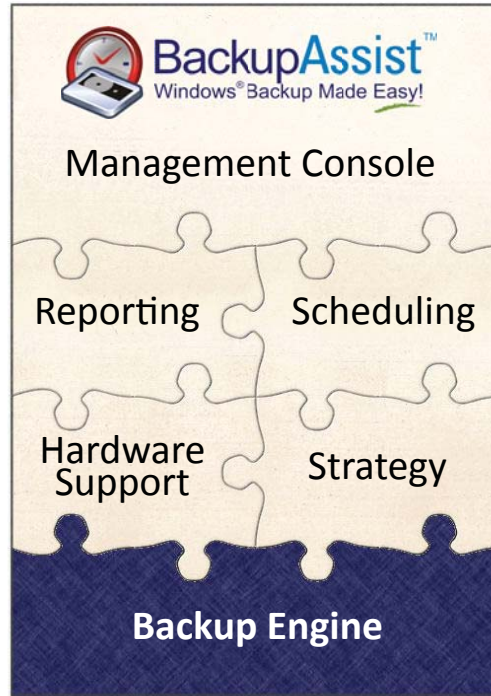 BackupAssist™
Windows® Backup Made Easy!
Management Console
Reporting
Scheduling
Hardware
Support
Strategy
Backup Engine